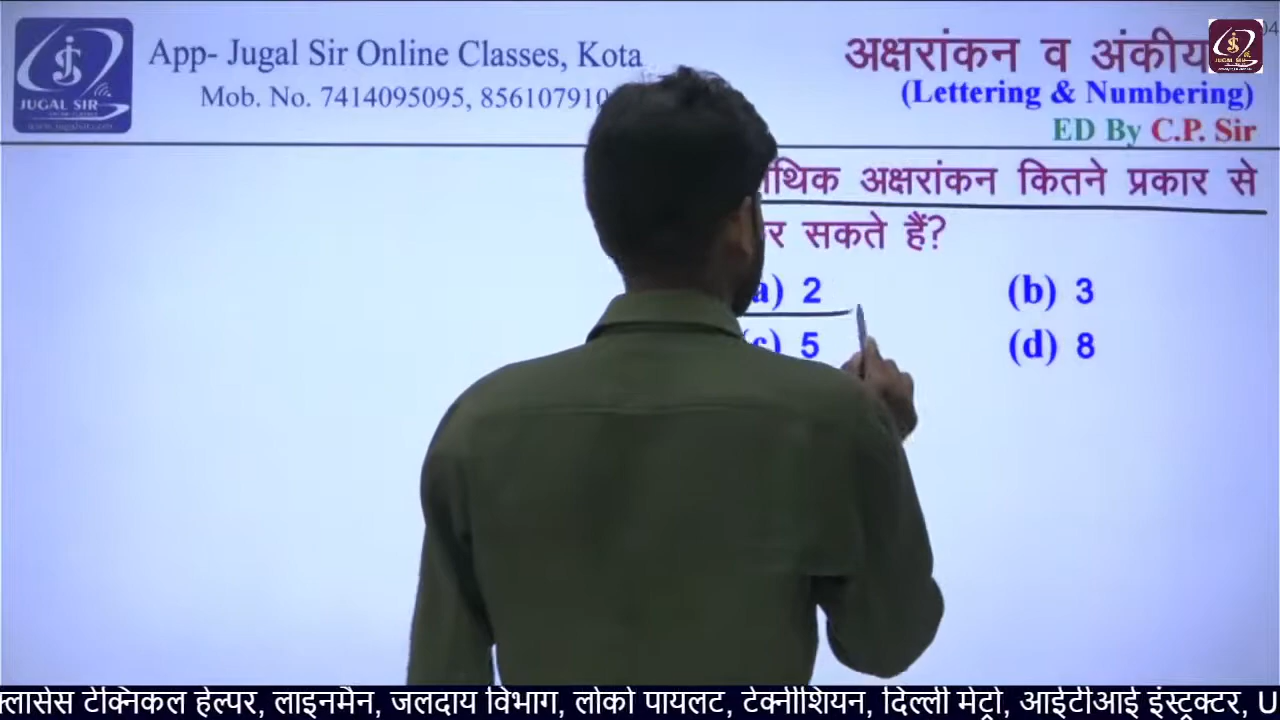 App- Jugal Sir Online Classes, Kota
Mob. No. 7414095095, 856107910
JUGAL SIR
अक्षरांकन व
(Lettering & Numbering)
ED By C.P. Sir
अक्षरांकन कितने प्रकार से
सकते हैं?
(a) 2 (b) 3
(c) 5 (d) 8
टेक्निकल हेल्पर, लाइनमैन, जलदाय विभाग, लोको पायलट, टेक्नीशियन, दिल्ली मेट्रो, आईटीआई इंस्ट्रक्टर, U